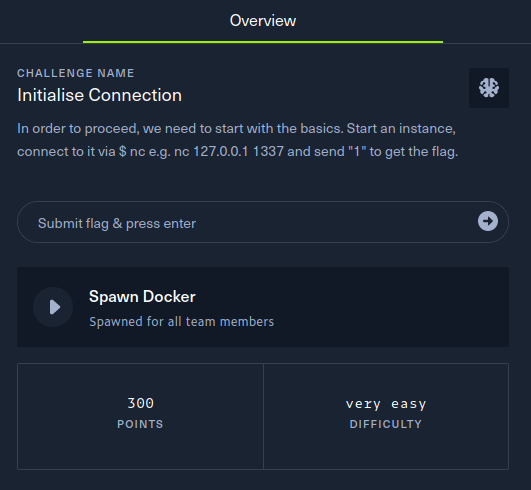 Overview
CHALLENGE NAME
Initialise Connection
In order to proceed, we need to start with the basics. Start an instance,
connect to it via $ nc e.g. nc 127.0.0.1 1337 and send "1" to get the flag.
Submit flag & press enter
Spawn Docker
Spawned for all team members
300
POINTS
very easy
DIFFICULTY